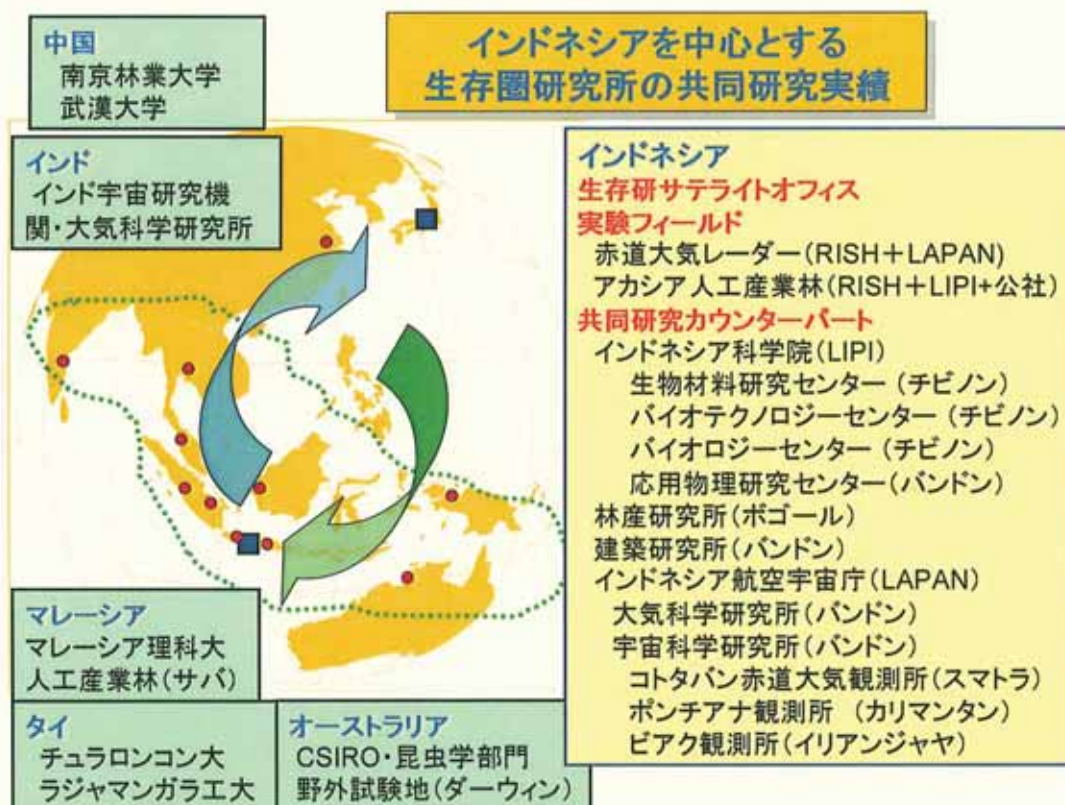 インドネシアを中心とする
生存圏研究所の共同研究実績
中国
南京林業大学
武漢大学
インド
インド宇宙研究機
関・大気科学研究所
インドネシア
生存研サテライトオフィス
実験フィールド
赤道大気レーダー(RISH+LAPAN)
アカシア人工産業林(RISH+LIPI+公社)
共同研究カウンターパート
インドネシア科学院(LIPI)
生物材料研究センター (チビノン)
バイオテクノロジーセンター (チビノン)
バイオロジーセンター (チビノン)
応用物理研究センター(バンドン)
林産研究所(ボゴール)
建築研究所(バンドン)
インドネシア航空宇宙庁(LAPAN)
大気科学研究所(バンドン)
宇宙科学研究所(バンドン)
コトタバン赤道大気観測所(スマトラ)
ポンチアナ観測所 (カリマンタン)
ビアク観測所(イリアンジャヤ)
マレーシア
マレーシア理科大
人工産業林(サバ)
タイ
チュラロンコン大
ラジャマンガラ工大
オーストラリア
CSIRO・昆虫学部門
野外試験地(ダーウィン)